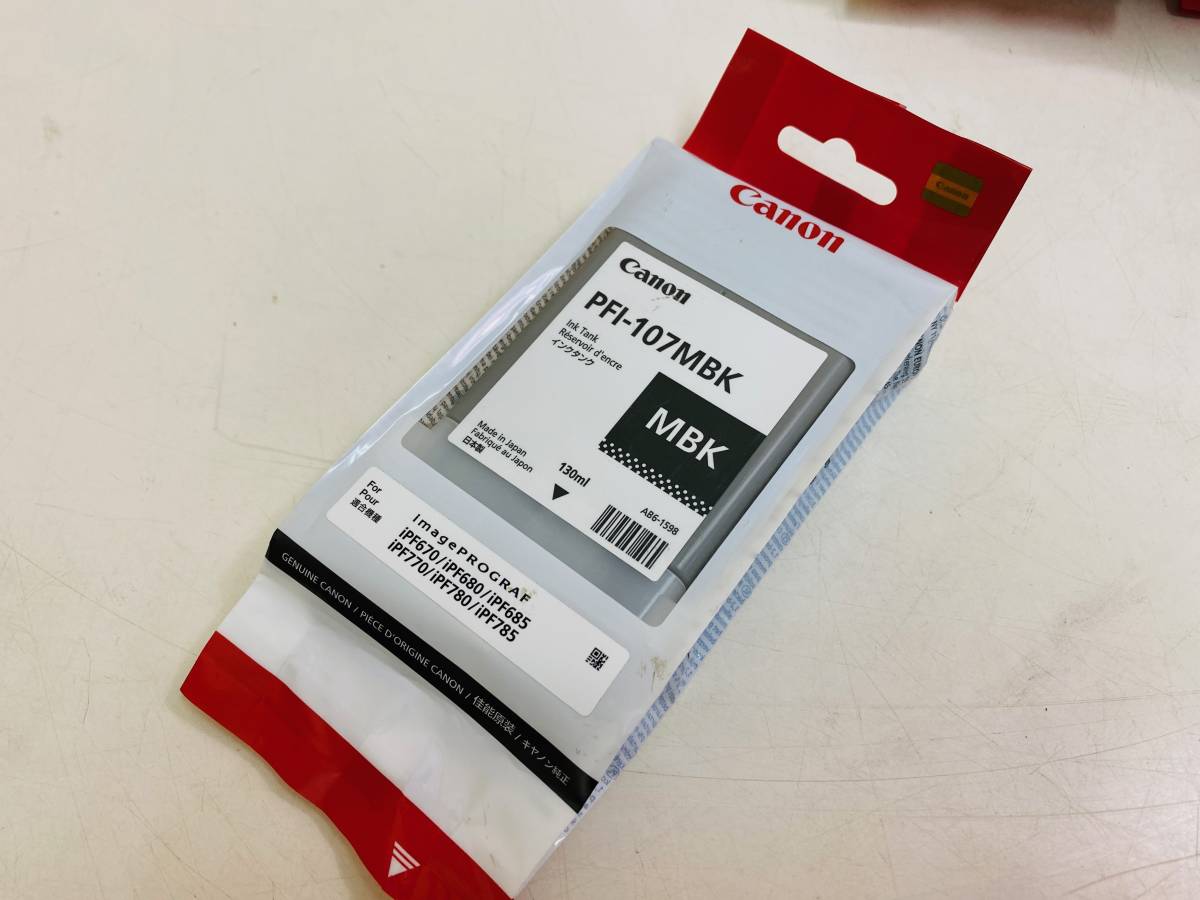 Canon
Canon
Canon
PFI-107MBK
Ink Tank
Réservoir d'encre
インクタンク
MBK
Made in Japan
Fabriqué au Japon
日本製
130ml
AB6-1598
For
Pour
適合機種
imagePROGRAF
iPF670/iPF680/iPF685
iPF770/iPF780/iPF785
GENUINE CANON / PIÈCE D'ORIGINE CANON / 佳能原装 / キヤノン純正